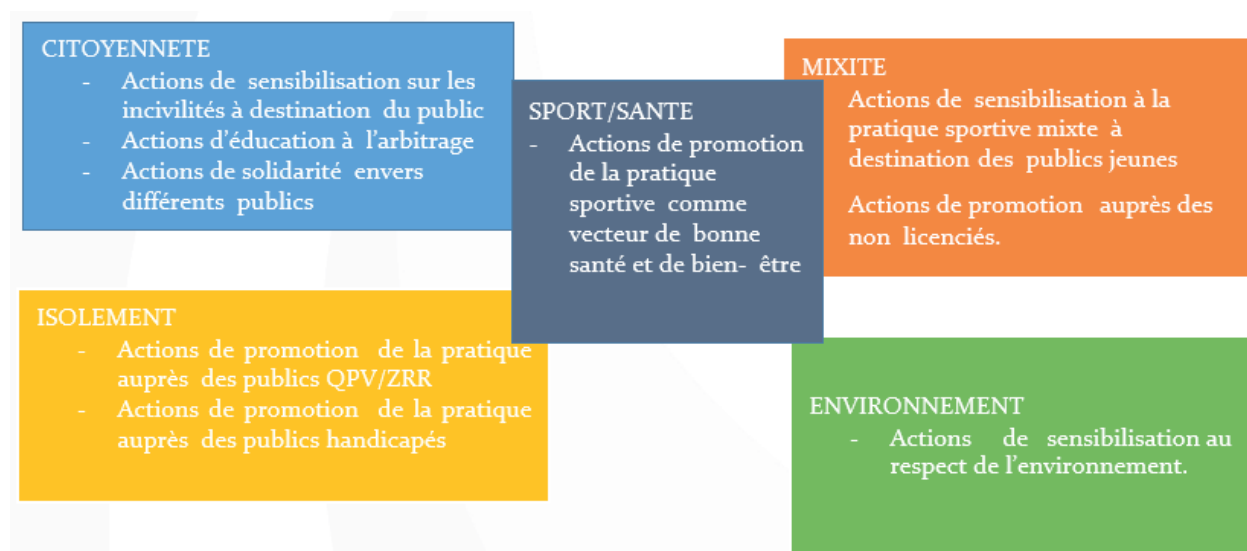 CITOYENNETE
- Actions de sensibilisation sur les
incivilités à destination du public
- Actions d'éducation à l'arbitrage
- Actions de solidarité envers
différents publics
SPORT/SANTE
- Actions de promotion
de la pratique
sportive comme
vecteur de bonne
santé et de bien- être
MIXITE
Actions de sensibilisation à la
pratique sportive mixte à
destination des publics jeunes
Actions de promotion auprès des
non licenciés.
ISOLEMENT
- Actions de promotion de la pratique
auprès des publics QPV/ZRR
- Actions de promotion de la pratique
auprès des publics handicapés
ENVIRONNEMENT
- Actions de sensibilisation au
respect de l'environnement.